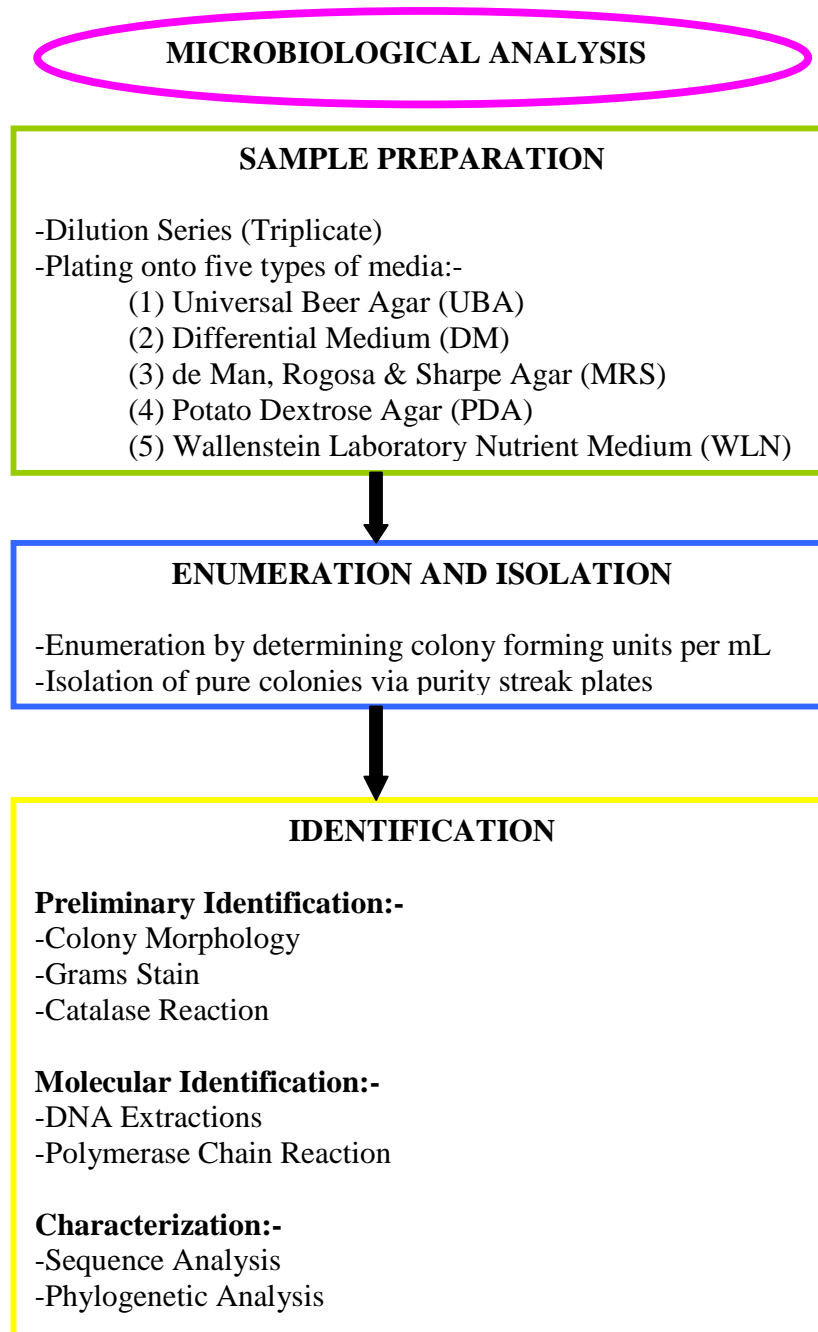 MICROBIOLOGICAL ANALYSIS
SAMPLE PREPARATION
-Dilution Series (Triplicate)
-Plating onto five types of media:-
(1) Universal Beer Agar (UBA)
(2) Differential Medium (DM)
(3) de Man, Rogosa & Sharpe Agar (MRS)
(4) Potato Dextrose Agar (PDA)
(5) Wallenstein Laboratory Nutrient Medium (WLN)
ENUMERATION AND ISOLATION
-Enumeration by determining colony forming units per mL
-Isolation of pure colonies via purity streak plates
IDENTIFICATION
Preliminary Identification:-
-Colony Morphology
-Grams Stain
-Catalase Reaction
Molecular Identification:-
-DNA Extractions
-Polymerase Chain Reaction
Characterization:-
-Sequence Analysis
-Phylogenetic Analysis